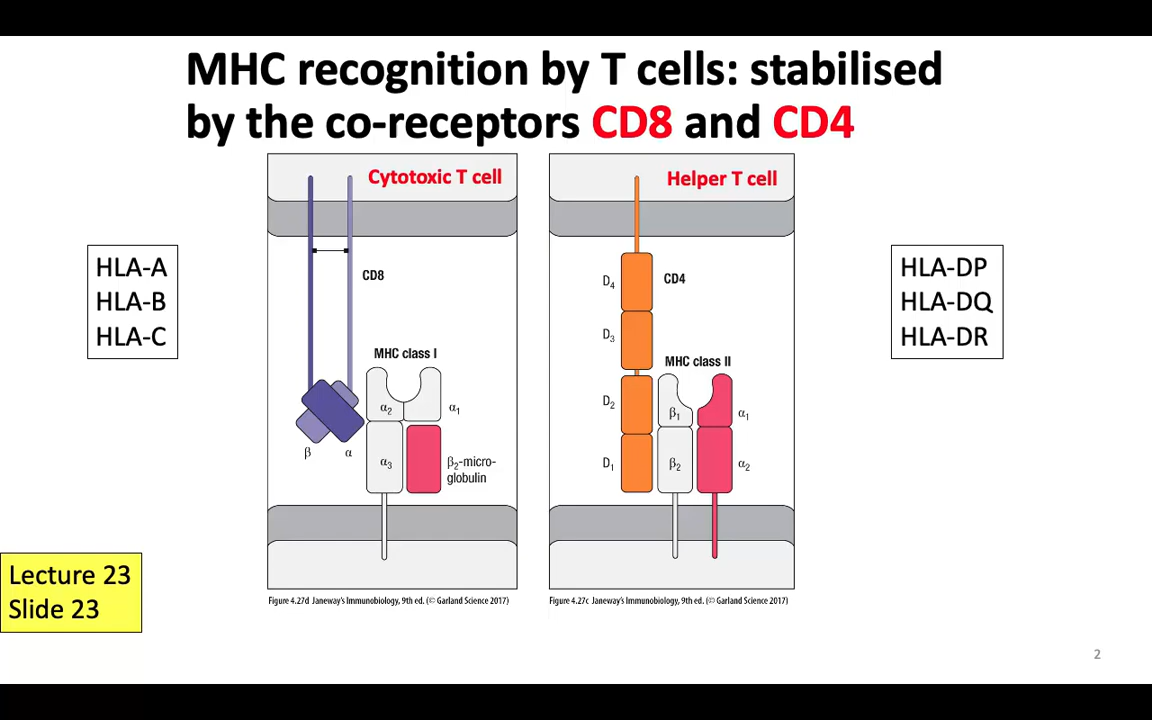 MHC recognition by T cells: stabilised
by the co-receptors CD8 and CD4
Cytotoxic T cell
CD8
MHC class I
α₂
α₁
β
α
α₃
β₂-micro-
globulin
Figure 4.27d Janeway's Immunobiology, 9th ed. (© Garland Science 2017)
Helper T cell
D₄
CD4
D₃
MHC class II
D₂
β₁
α₁
D₁
β₂
α₂
Figure 4.27c Janeway's Immunobiology, 9th ed. (© Garland Science 2017)
HLA-A
HLA-B
HLA-C
HLA-DP
HLA-DQ
HLA-DR
Lecture 23
Slide 23
2